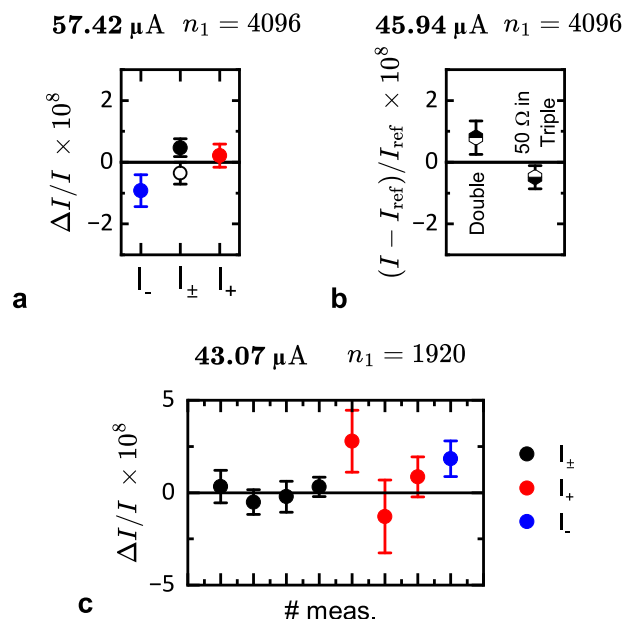 57.42 µA n₁ = 4096
ΔI/I × 10⁸
2
0
−2
I₋
I±
I₊
a
45.94 µA n₁ = 4096
(I − I_ref)/I_ref × 10⁸
2
0
−2
Double
50 Ω in
Triple
b
43.07 µA n₁ = 1920
ΔI/I × 10⁸
5
0
−5
# meas.
I±
I₊
I₋
c